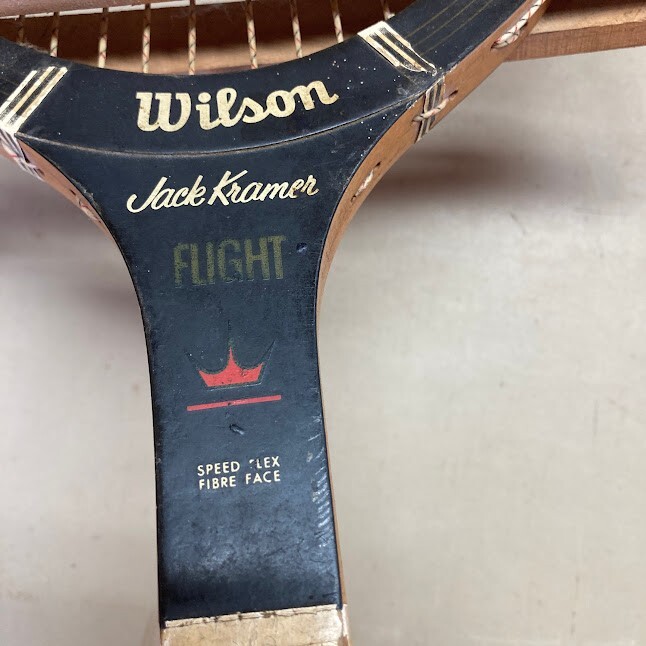 Wilson
Jack Kramer
FLIGHT
SPEED FLEX
FIBRE FACE